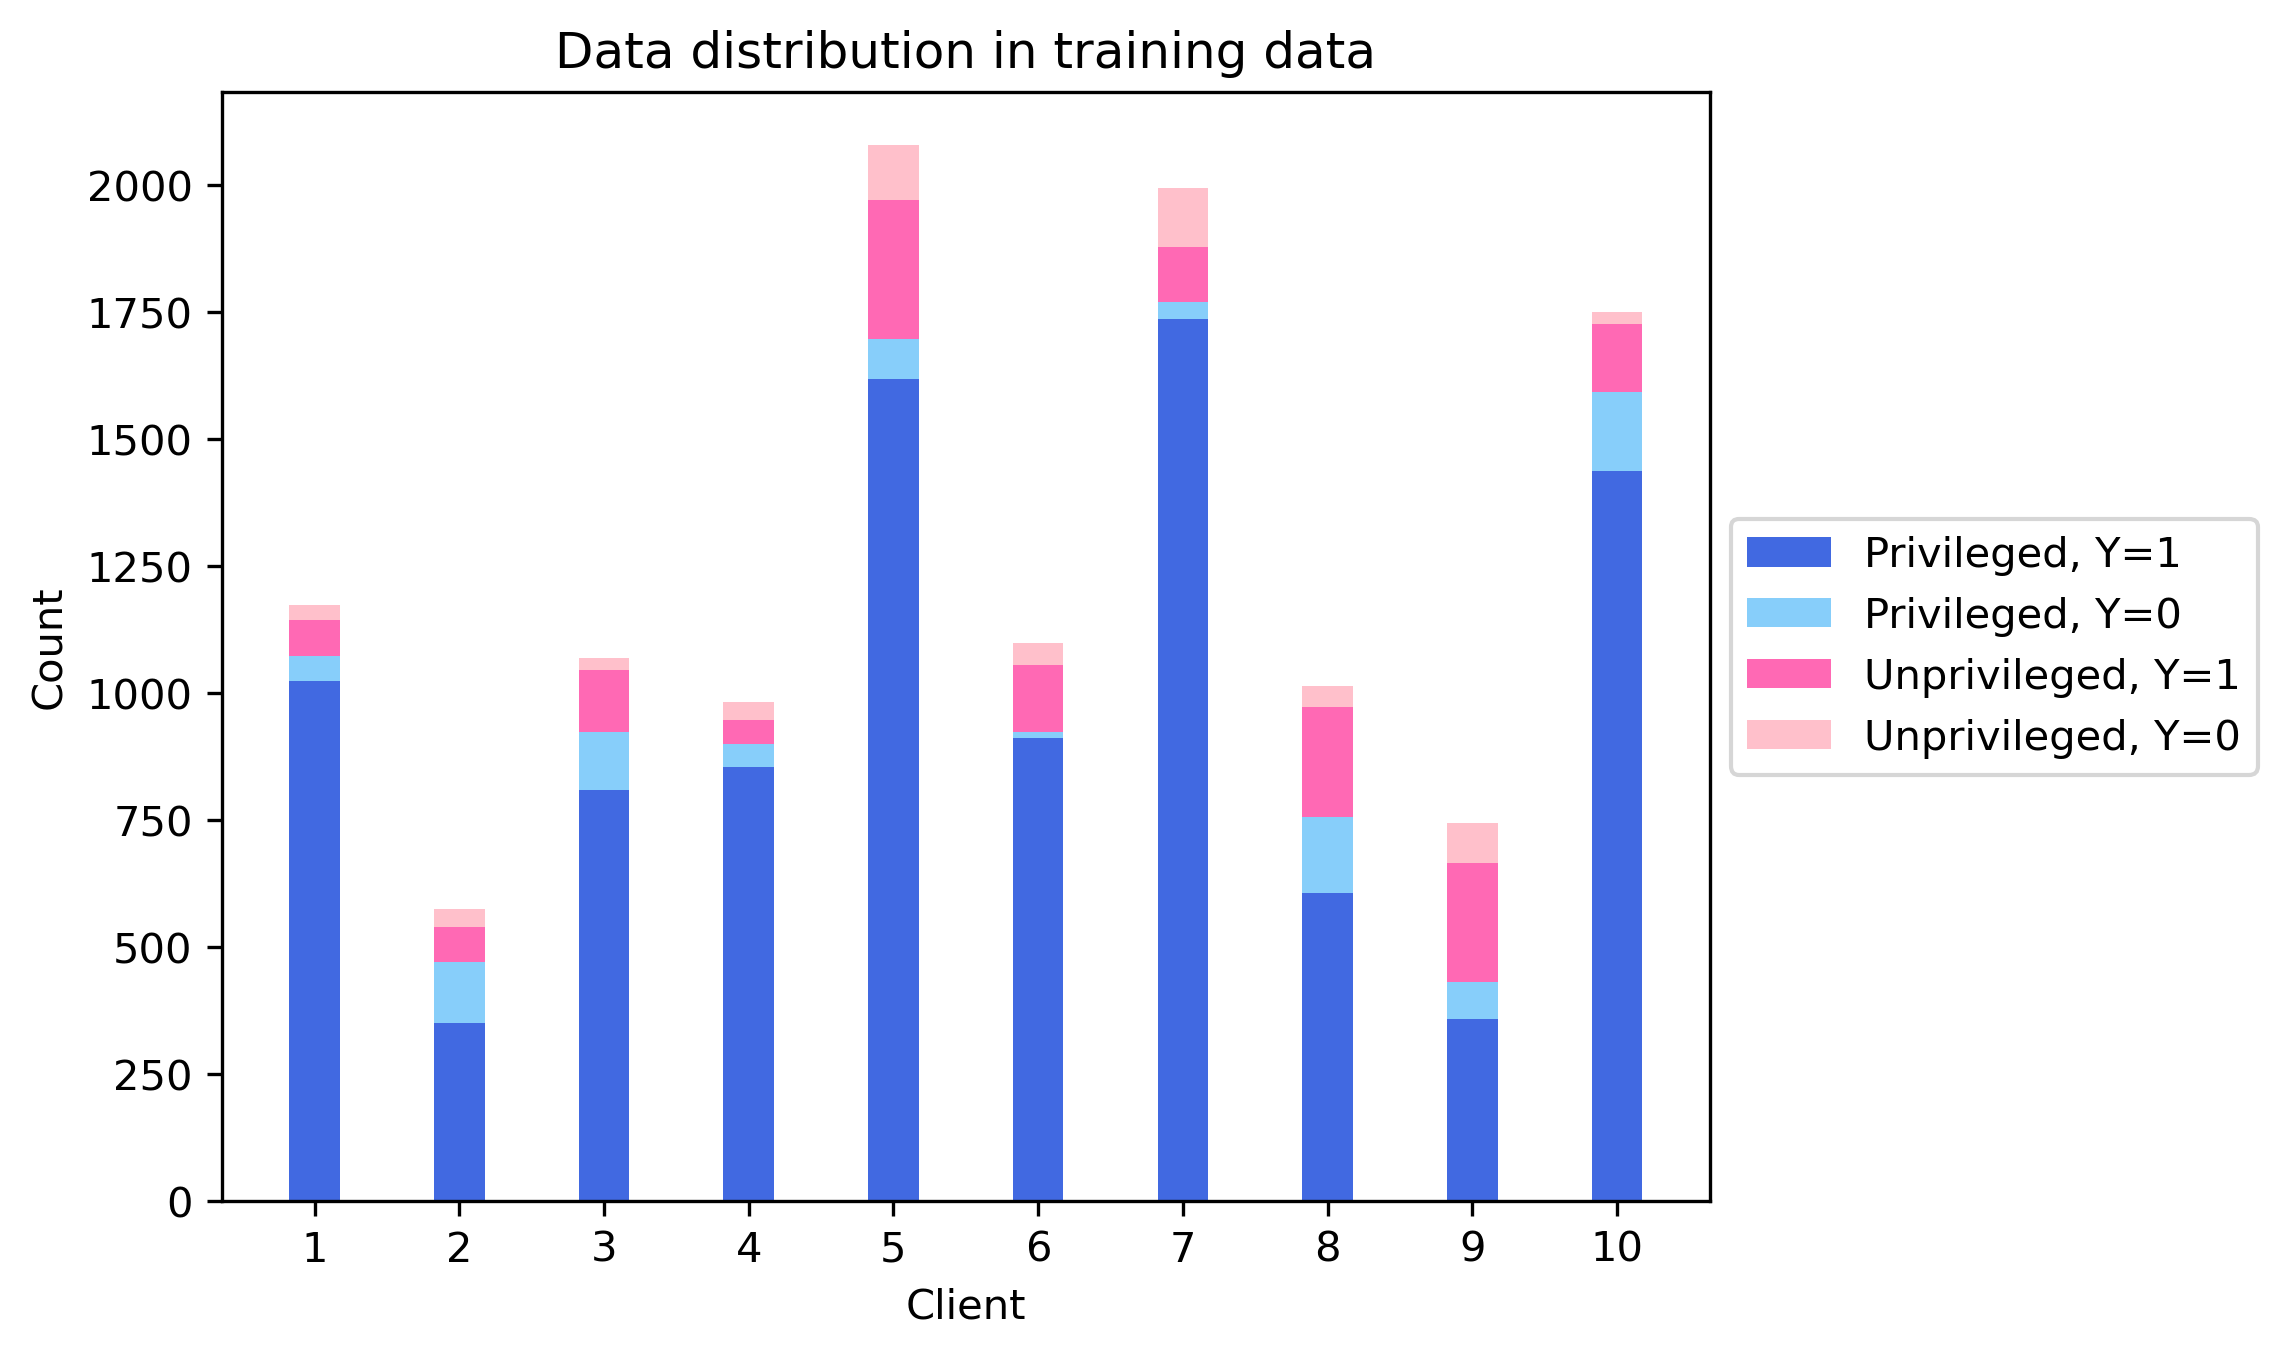 Data distribution in training data
Count
2000
1750
1500
1250
1000
750
500
250
0
1 2 3 4 5 6 7 8 9 10
Client
Privileged, Y=1
Privileged, Y=0
Unprivileged, Y=1
Unprivileged, Y=0